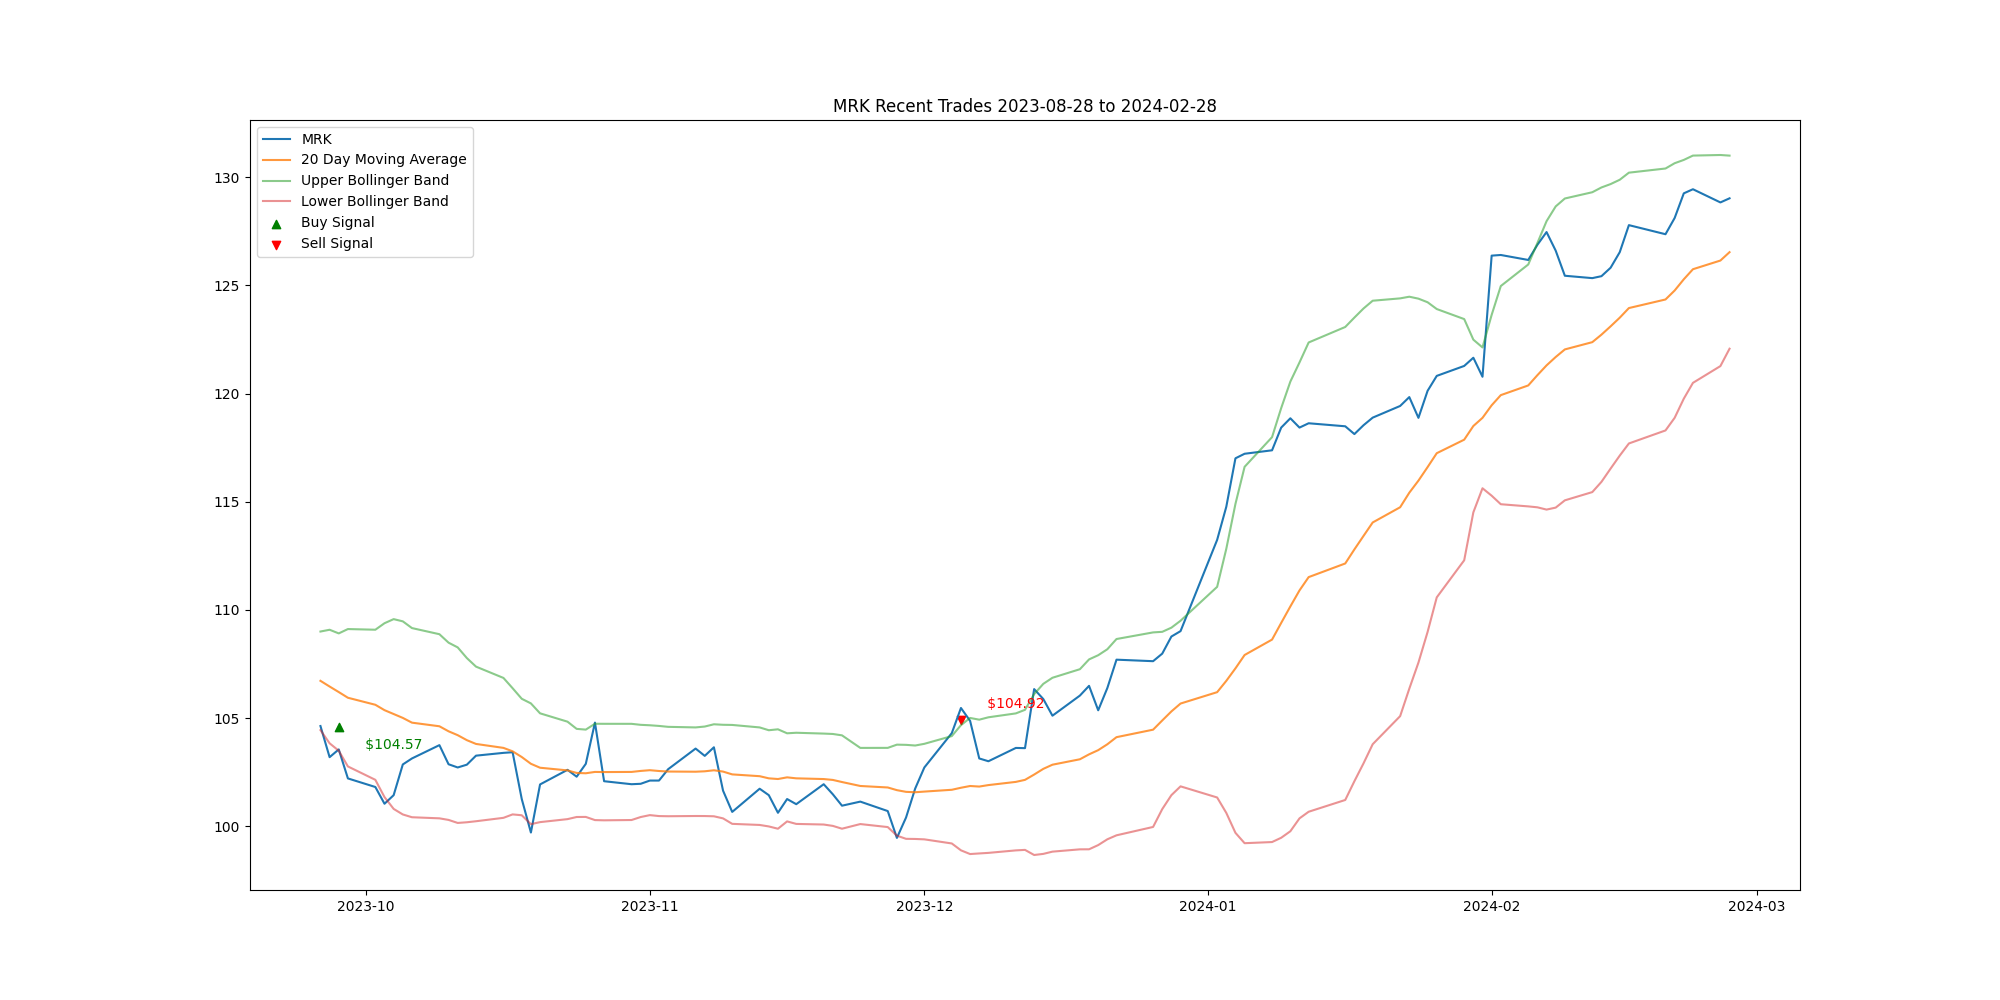 MRK Recent Trades 2023-08-28 to 2024-02-28
MRK
20 Day Moving Average
Upper Bollinger Band
Lower Bollinger Band
Buy Signal
Sell Signal
130
125
120
115
110
105
100
$104.57
$104.92
2023-10
2023-11
2023-12
2024-01
2024-02
2024-03